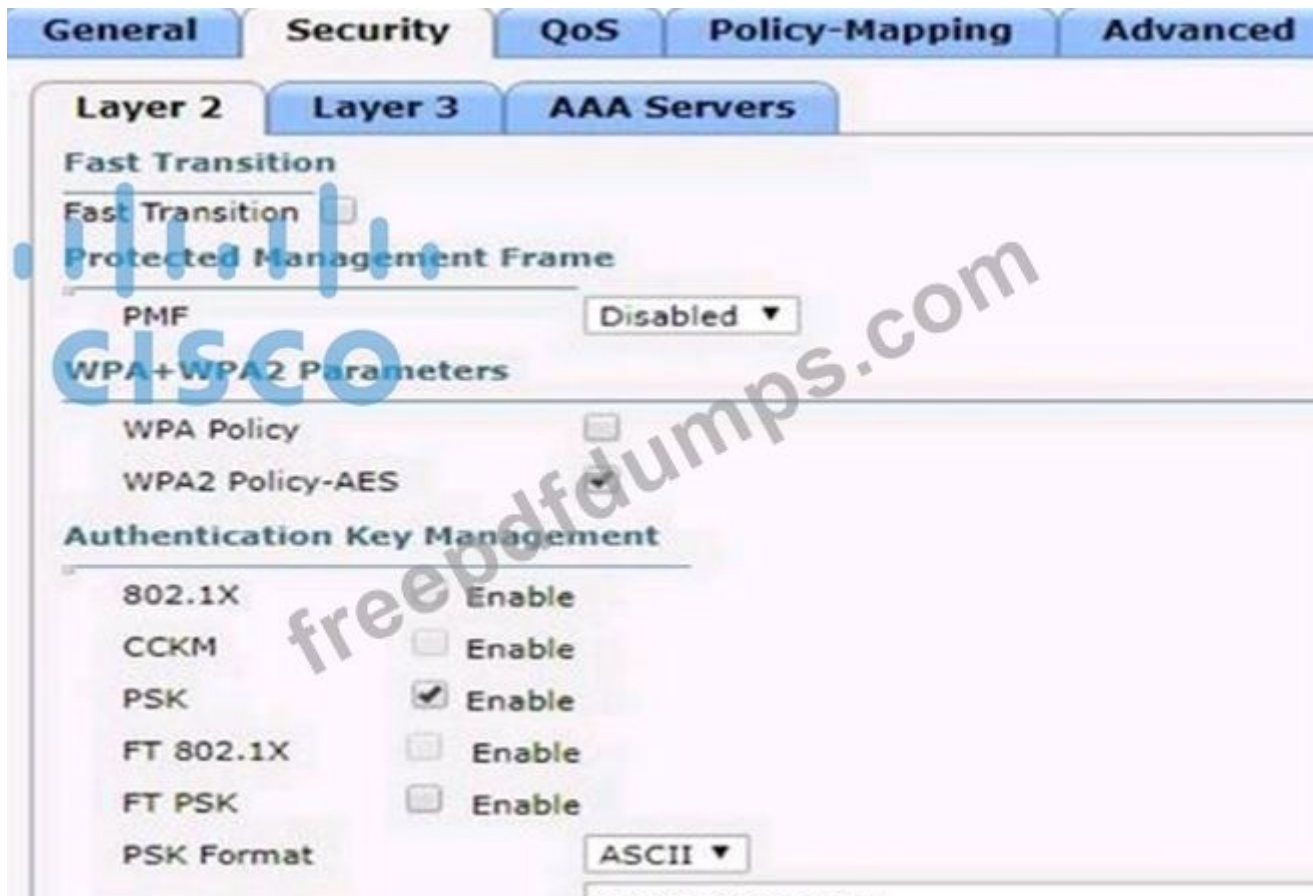 General Security QoS Policy-Mapping Advanced
Layer 2 Layer 3 AAA Servers
Fast Transition
Fast Transition
Protected Management Frame
PMF Disabled
CISCO
WPA+WPA2 Parameters
WPA Policy
WPA2 Policy-AES
Authentication Key Management
802.1X Enable
CCKM Enable
PSK Enable
FT 802.1X Enable
FT PSK Enable
PSK Format ASCII
freepdfdumps.com